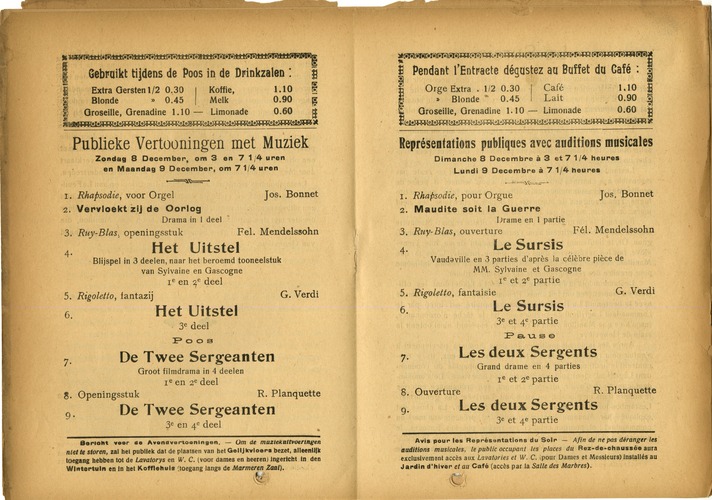 Gebruikt tijdens de Poos in de Drinkzalen :
Extra Gersten 1/2 0.30 | Koffie, 1.10
Blonde » 0.45 | Melk 0.90
Groseille, Grenadine 1.10 — Limonade 0.60
Publieke Vertooningen met Muziek
Zondag 8 December, om 3 en 7 1/4 uren
en Maandag 9 December, om 7 1/4 uren
1. Rhapsodie, voor Orgel Jos. Bonnet
2. Vervloekt zij de Oorlog
Drama in 1 deel
3. Ruy-Blas, openingsstuk Fél. Mendelssohn
4. Het Uitstel
Blijspel in 3 deelen, naar het beroemd tooneelstuk
van Sylvaine en Gascogne
1e en 2e deel
5. Rigoletto, fantazij G. Verdi
6. Het Uitstel
3e deel
Poos
7. De Twee Sergeanten
Groot filmdrama in 4 deelen
1e en 2e deel
8. Openingsstuk R. Planquette
9. De Twee Sergeanten
3e en 4e deel
Bericht voor de Avondvertooningen. — Om de muziekuitvoeringen
niet te storen, zal het publiek dat de plaatsen van het Gelijkvloers bezet, alleenlijk
toegang hebben tot de Lavatorys en W. C. (voor dames en heeren) ingericht in den
Wintertuin en in het Koffiehuis (toegang langs de Marmeren Zaal).
Pendant l'Entracte dégustez au Buffet du Café :
Orge Extra . 1/2 0.30 | Café 1.10
» Blonde " 0.45 | Lait 0.90
Groseille, Grenadine 1.10 — Limonade 0.60
Représentations publiques avec auditions musicales
Dimanche 8 Decembre à 3 et 7 1/4 heures
Lundi 9 Decembre à 7 1/4 heures
1. Rhapsodie, pour Orgue Jos. Bonnet
2. Maudite soit la Guerre
Drame en 1 partie
3. Ruy-Blas, ouverture Fél. Mendelssohn
4. Le Sursis
Vaudeville en 3 parties d'après la célèbre pièce de
MM. Sylvaine et Gascogne
1e et 2e partie
5. Rigoletto, fantaisie G. Verdi
6. Le Sursis
3e et 4e partie
Pause
7. Les deux Sergents
Grand drame en 4 parties
1e et 2e partie
8 Ouverture R. Planquette
9. Les deux Sergents
3e et 4e partie
Avis pour les Représentations du Soir — Afin de ne pas déranger les
auditions musicales, le public occupant les places du Rez-de-chaussée aura
exclusivement accès aux Lavatories et W. C. (pour Dames et Messieurs) installés au
Jardin d'hiver et au Café (accès par la Salle des Marbres).